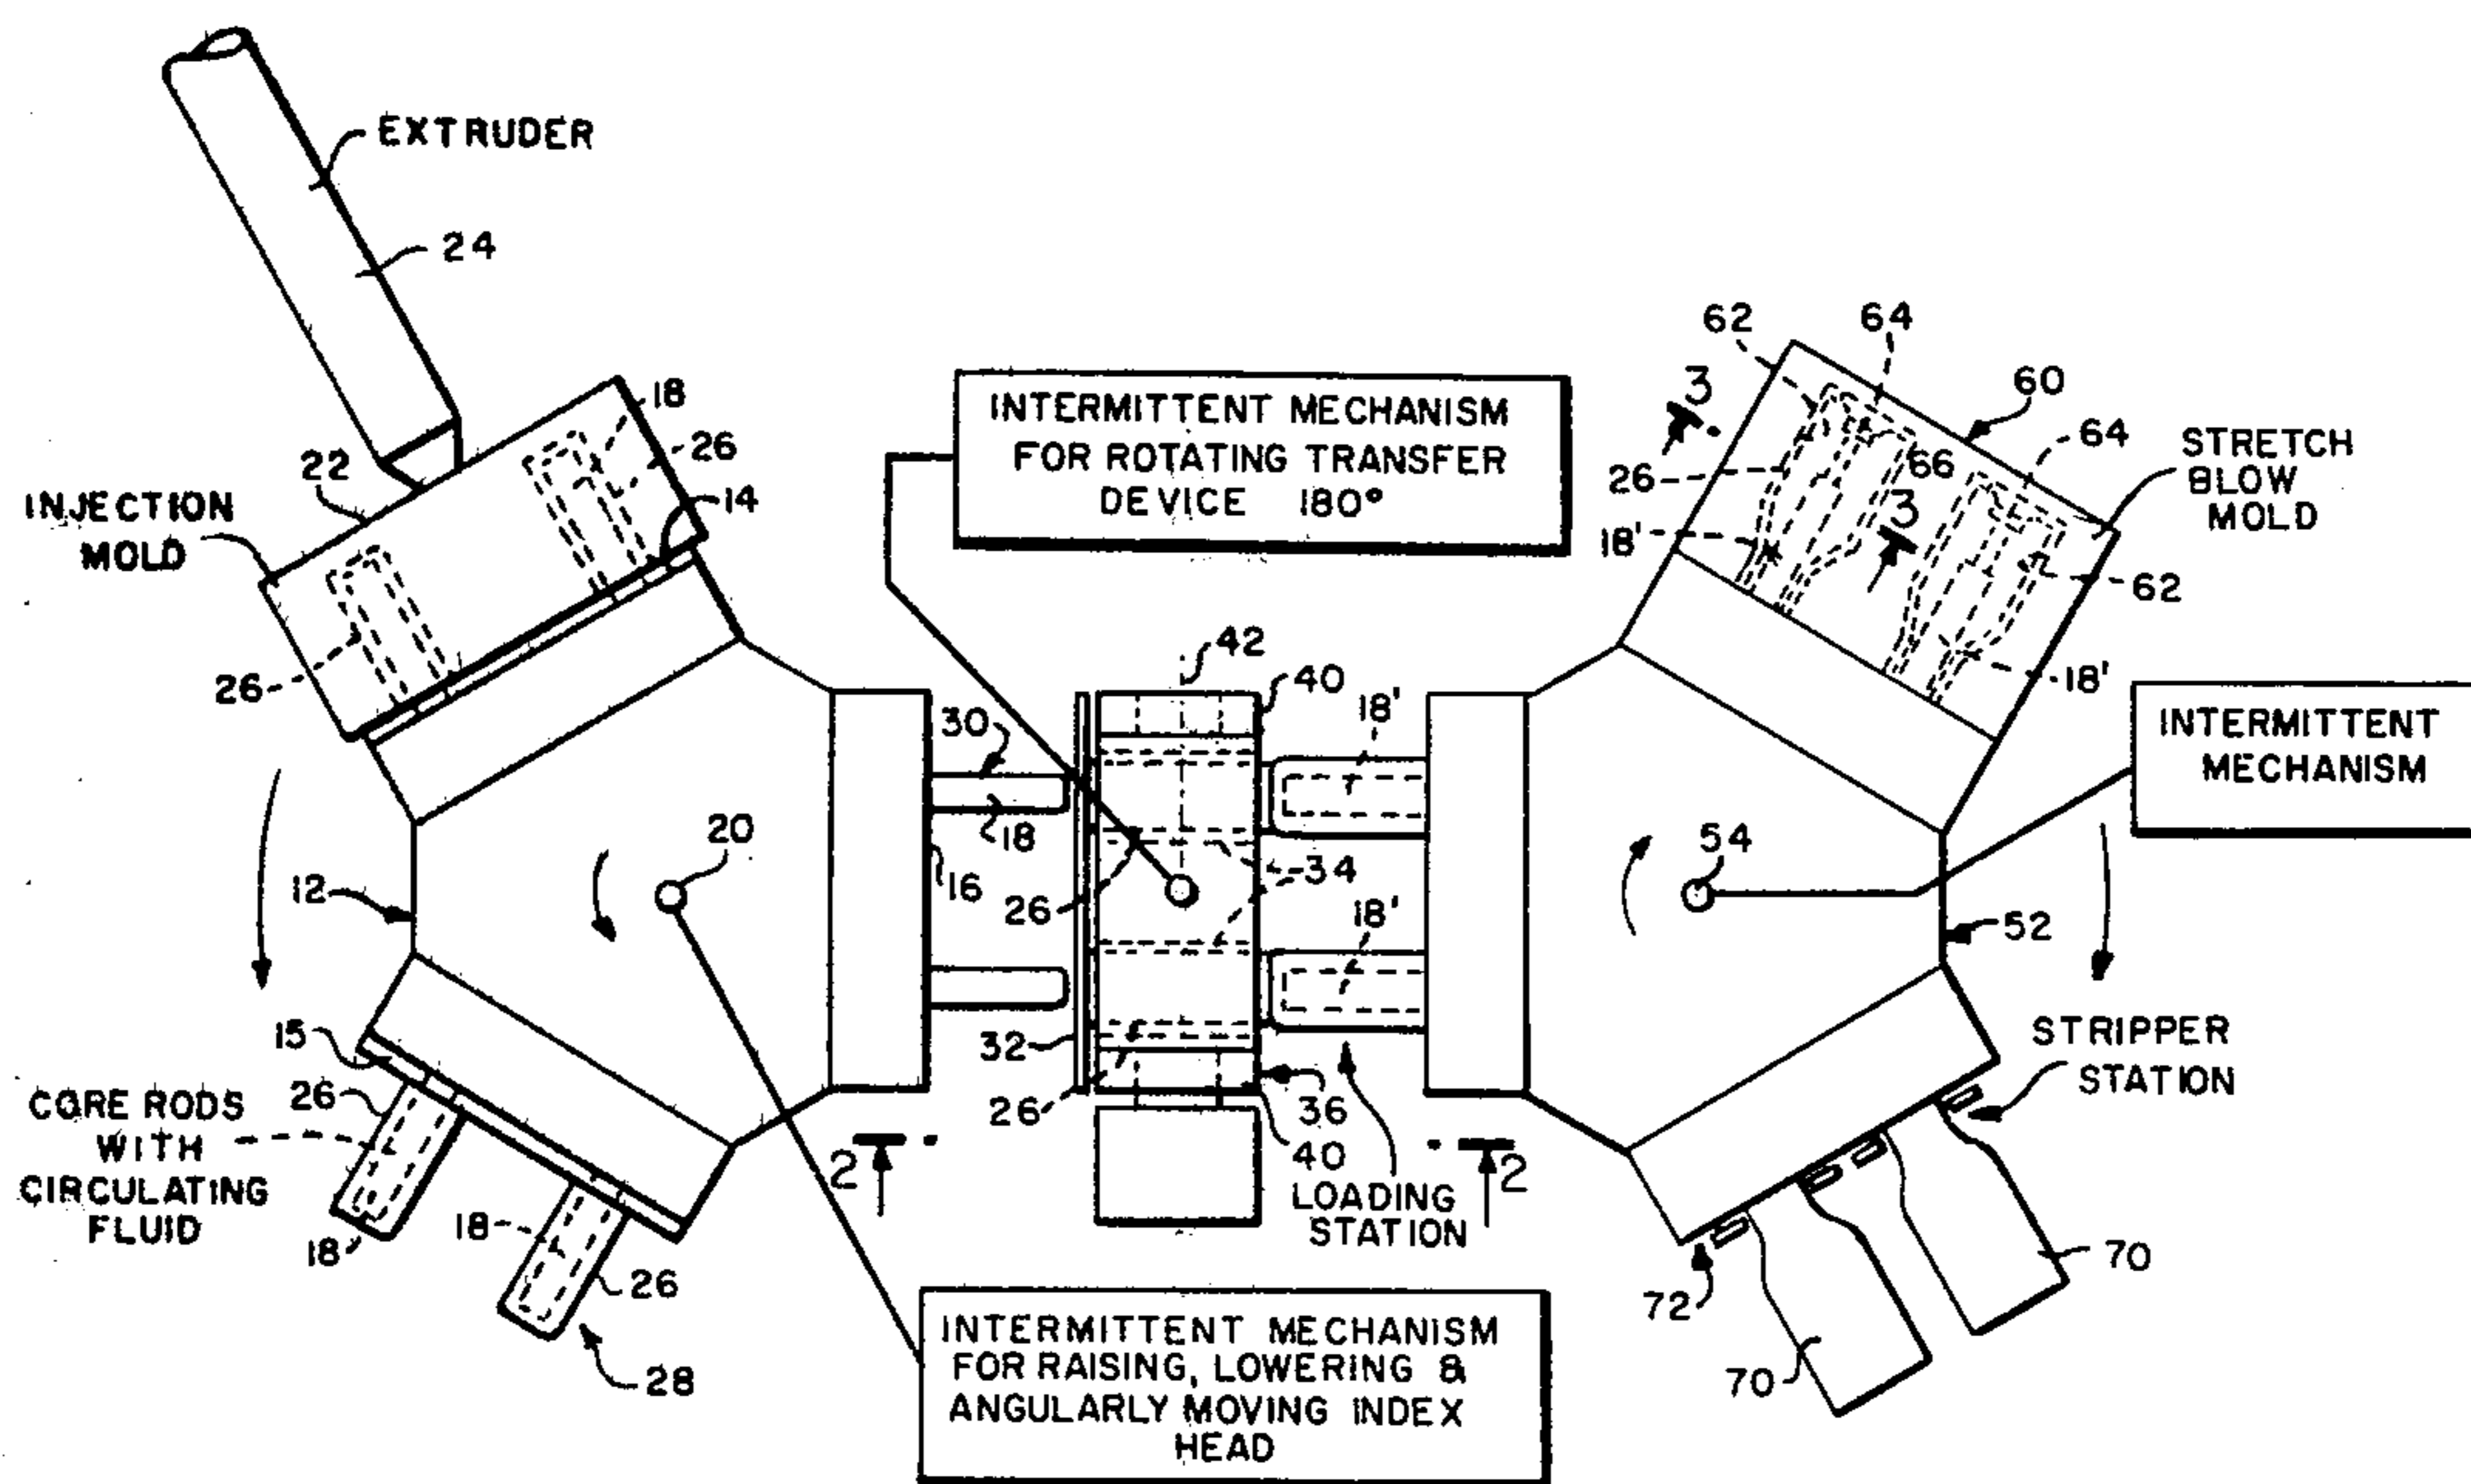 EXTRUDER
24
18
26
22
14
INJECTION
MOLD
26
INTERMITTENT MECHANISM
FOR ROTATING TRANSFER
DEVICE 180°
62
64
60
3
64
STRETCH
BLOW
MOLD
26
66
3
18'
62
18'
42
40
18'
30
18
INTERMITTENT
MECHANISM
20
16
34
54
12
26
18'
52
15
32
STRIPPER
STATION
CORE RODS
WITH
CIRCULATING
FLUID
26
26
36
40
2
2
LOADING
STATION
18
18
26
28
70
72
70
INTERMITTENT MECHANISM
FOR RAISING, LOWERING &
ANGULARLY MOVING INDEX
HEAD